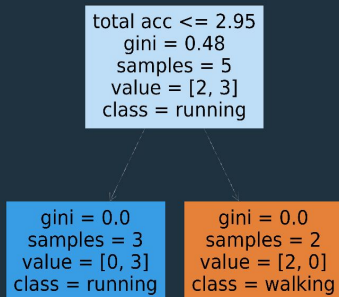 total acc <= 2.95
gini = 0.48
samples = 5
value = [2, 3]
class = running
gini = 0.0
samples = 3
value = [0, 3]
class = running
gini = 0.0
samples = 2
value = [2, 0]
class = walking